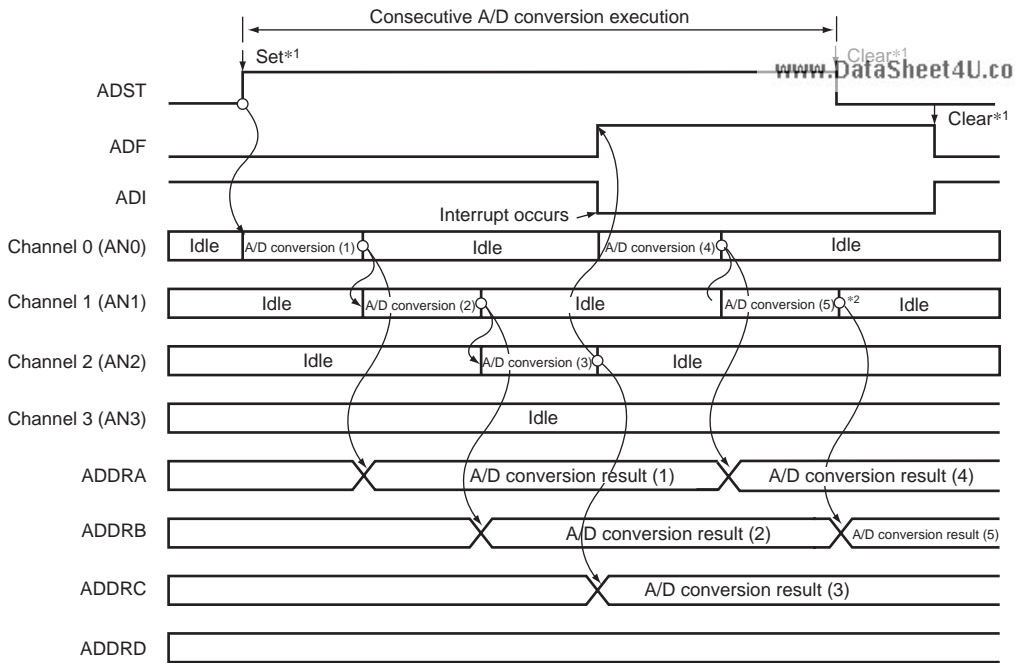 Consecutive A/D conversion execution
Set*1
Clear*1
www.DataSheet4U.co
ADST
Clear*1
ADF
ADI
Interrupt occurs
Channel 0 (AN0) Idle A/D conversion (1) Idle A/D conversion (4) Idle
Channel 1 (AN1) Idle A/D conversion (2) Idle A/D conversion (5) *2 Idle
Channel 2 (AN2) Idle A/D conversion (3) Idle
Channel 3 (AN3) Idle
ADDRA A/D conversion result (1) A/D conversion result (4)
ADDRB A/D conversion result (2) A/D conversion result (5)
ADDRC A/D conversion result (3)
ADDRD